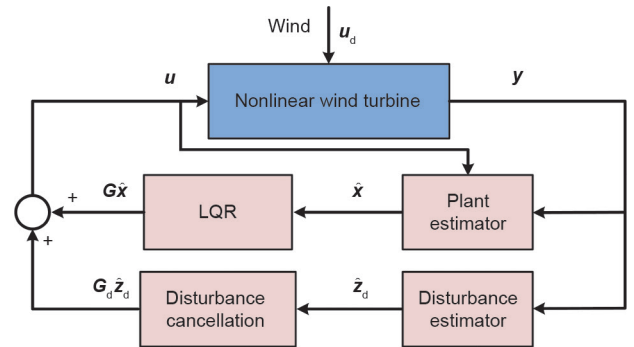 Wind
u_d
u
Nonlinear wind turbine
y
+
Gx̂
LQR
x̂
Plant
estimator
+
G_d ẑ_d
Disturbance
cancellation
ẑ_d
Disturbance
estimator